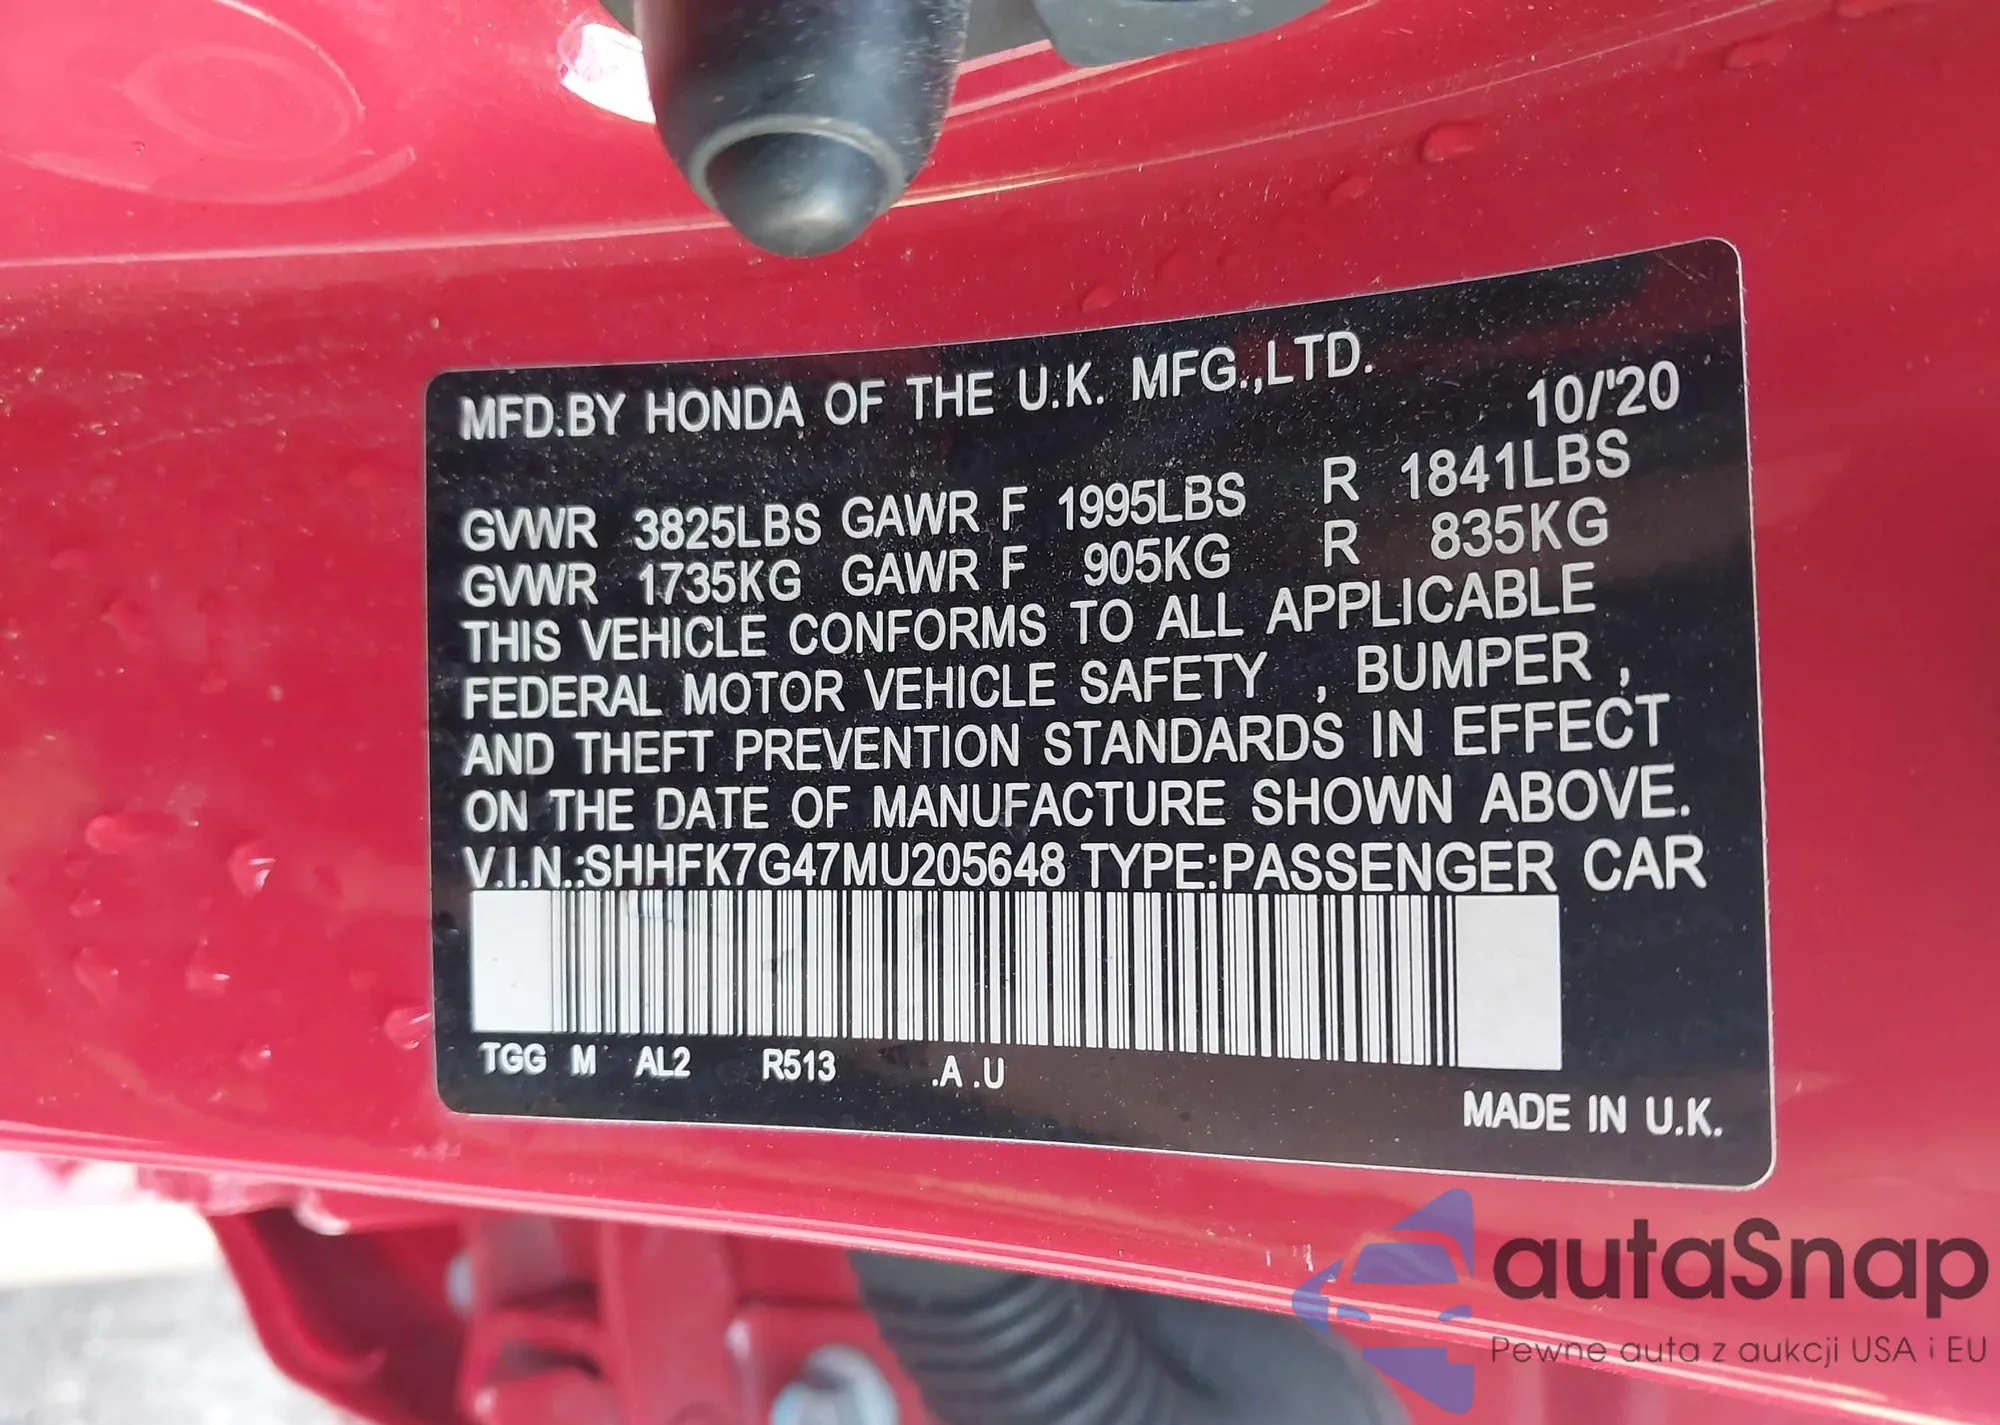 MFD.BY HONDA OF THE U.K. MFG.,LTD.
10/'20
GVWR 3825LBS GAWR F 1995LBS R 1841LBS
GVWR 1735KG GAWR F 905KG R 835KG
THIS VEHICLE CONFORMS TO ALL APPLICABLE
FEDERAL MOTOR VEHICLE SAFETY , BUMPER ,
AND THEFT PREVENTION STANDARDS IN EFFECT
ON THE DATE OF MANUFACTURE SHOWN ABOVE.
V.I.N.:SHHFK7G47MU205648 TYPE:PASSENGER CAR
TGG M AL2 R513 .A .U
MADE IN U.K.
autaSnap
Pewne auta z aukcji USA i EU